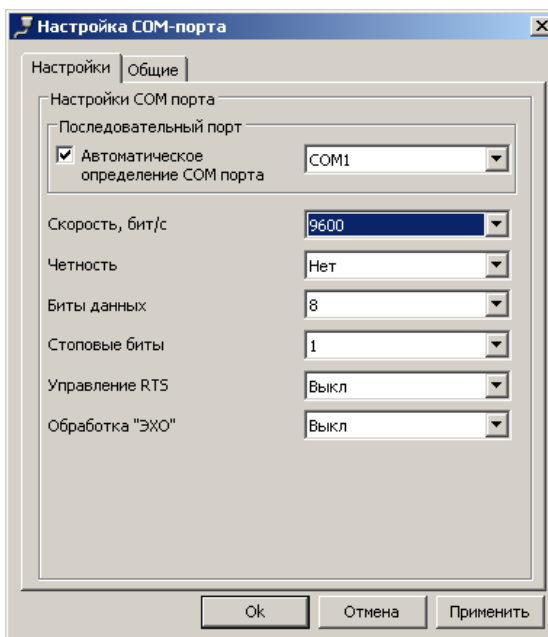 Настройка COM-порта
Настройки
Общие
Настройки COM порта
Последовательный порт
Автоматическое
определение COM порта
COM1
Скорость, бит/с
9600
Четность
Нет
Биты данных
8
Стоповые биты
1
Управление RTS
Выкл
Обработка "ЭХО"
Выкл
Ok
Отмена
Применить